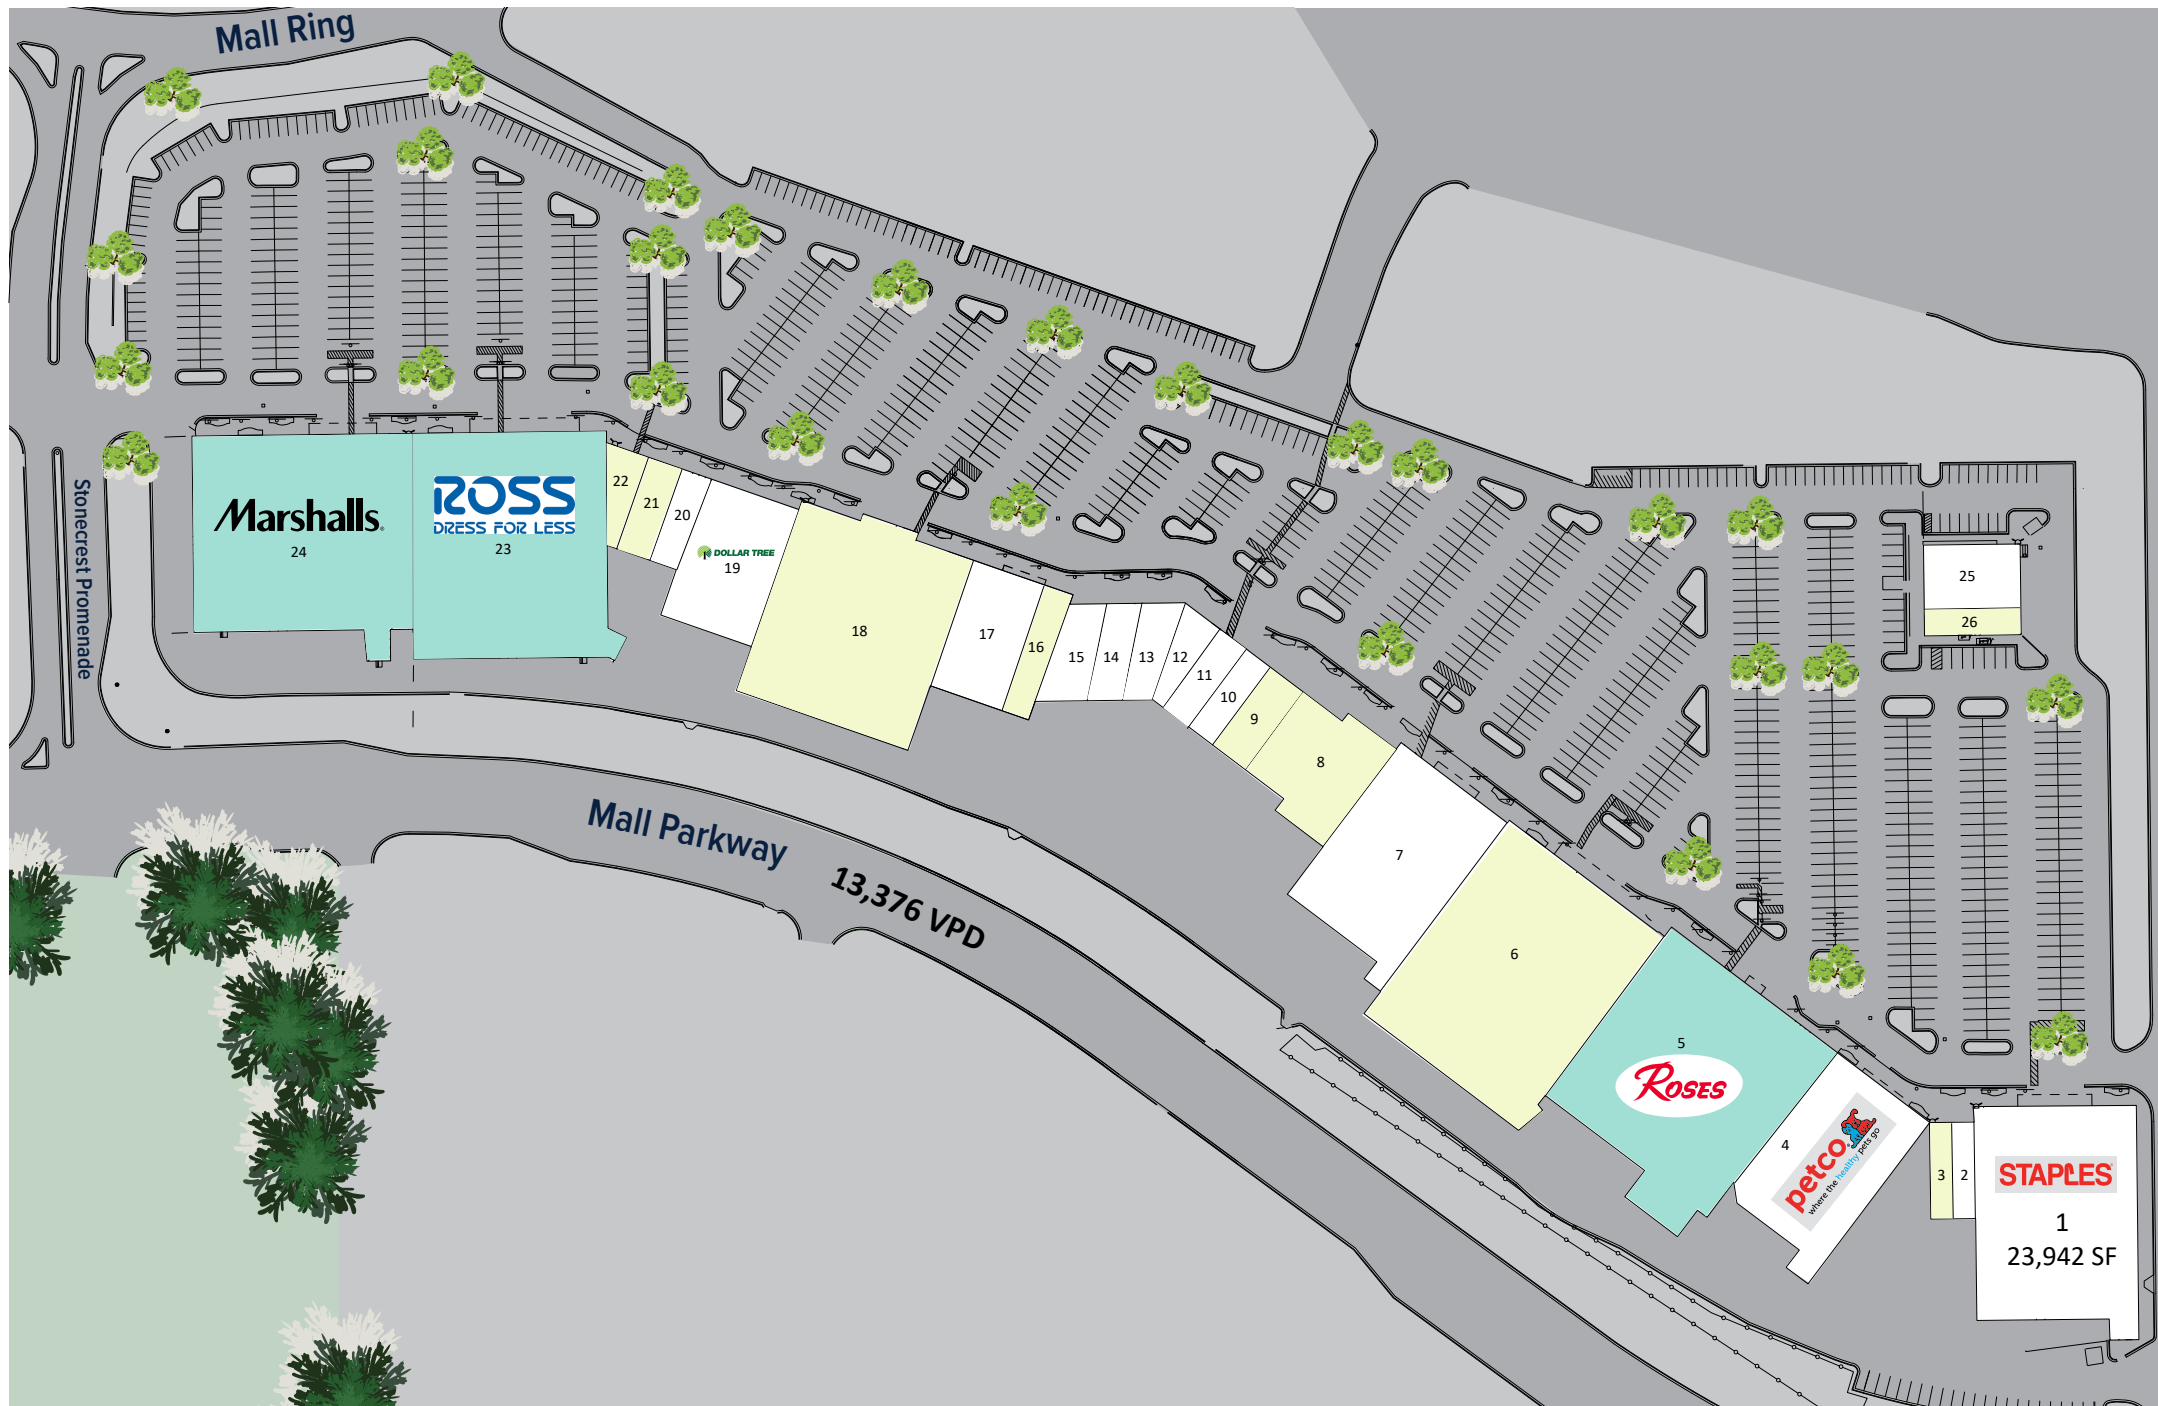 Mall Ring
Stonecrest Promenade
Marshalls
24
ROSS
DRESS FOR LESS
23
22
21
20
DOLLAR TREE
19
18
17
16
15
14
13
12
11
10
9
8
7
6
5
ROSES
4
petco
where the healthy pets go
3
2
STAPLES
1
23,942 SF
25
26
Mall Parkway
13,376 VPD